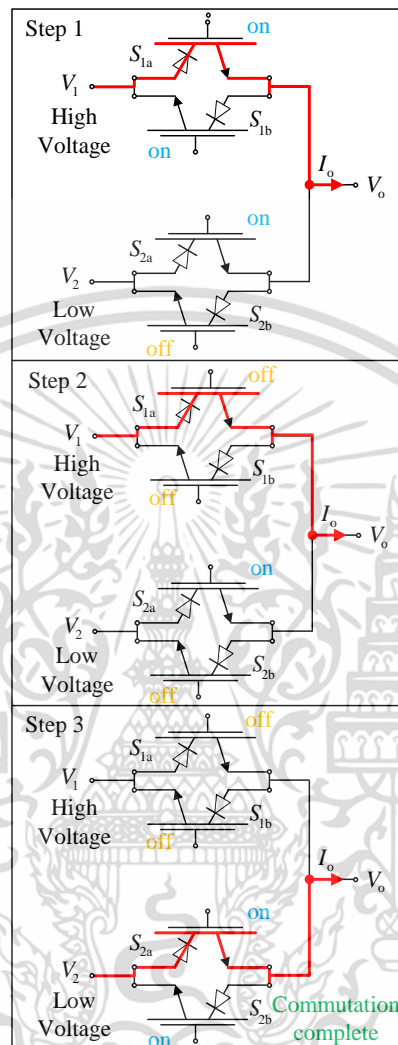 Step 1
on
S1a
V1
High
Voltage
S1b
on
Io
Vo
on
S2a
V2
Low
Voltage
S2b
off
Step 2
off
S1a
V1
High
Voltage
S1b
off
Io
Vo
on
S2a
V2
Low
Voltage
S2b
off
Step 3
off
S1a
V1
High
Voltage
S1b
off
Io
Vo
on
S2a
V2
Low
Voltage
S2b
on
Commutation
complete